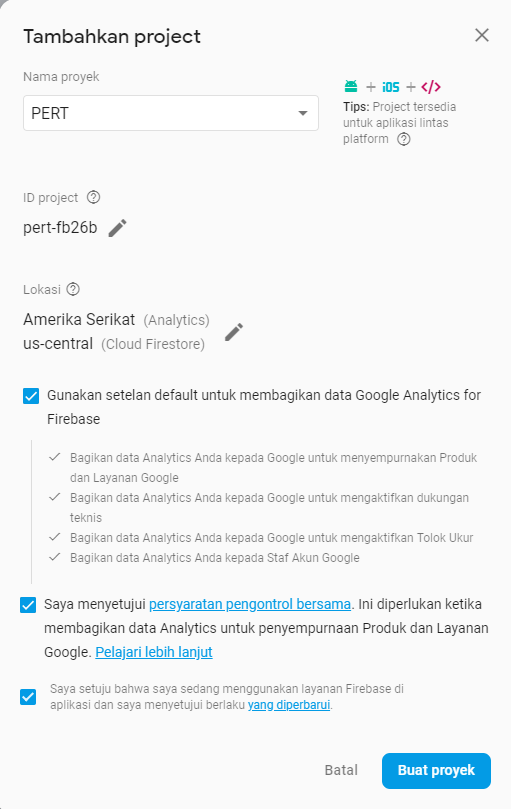 Tambahkan project
Nama proyek
PERT
+ iOS + </>
Tips: Project tersedia
untuk aplikasi lintas
platform
ID project
pert-fb26b
Lokasi
Amerika Serikat (Analytics)
us-central (Cloud Firestore)
Gunakan setelan default untuk membagikan data Google Analytics for
Firebase
Bagikan data Analytics Anda kepada Google untuk menyempurnakan Produk
dan Layanan Google
Bagikan data Analytics Anda kepada Google untuk mengaktifkan dukungan
teknis
Bagikan data Analytics Anda kepada Google untuk mengaktifkan Tolok Ukur
Bagikan data Analytics Anda kepada Staf Akun Google
Saya menyetujui persyaratan pengontrol bersama. Ini diperlukan ketika
membagikan data Analytics untuk penyempurnaan Produk dan Layanan
Google. Pelajari lebih lanjut
Saya setuju bahwa saya sedang menggunakan layanan Firebase di
aplikasi dan saya menyetujui berlaku yang diperbarui.
Batal
Buat proyek